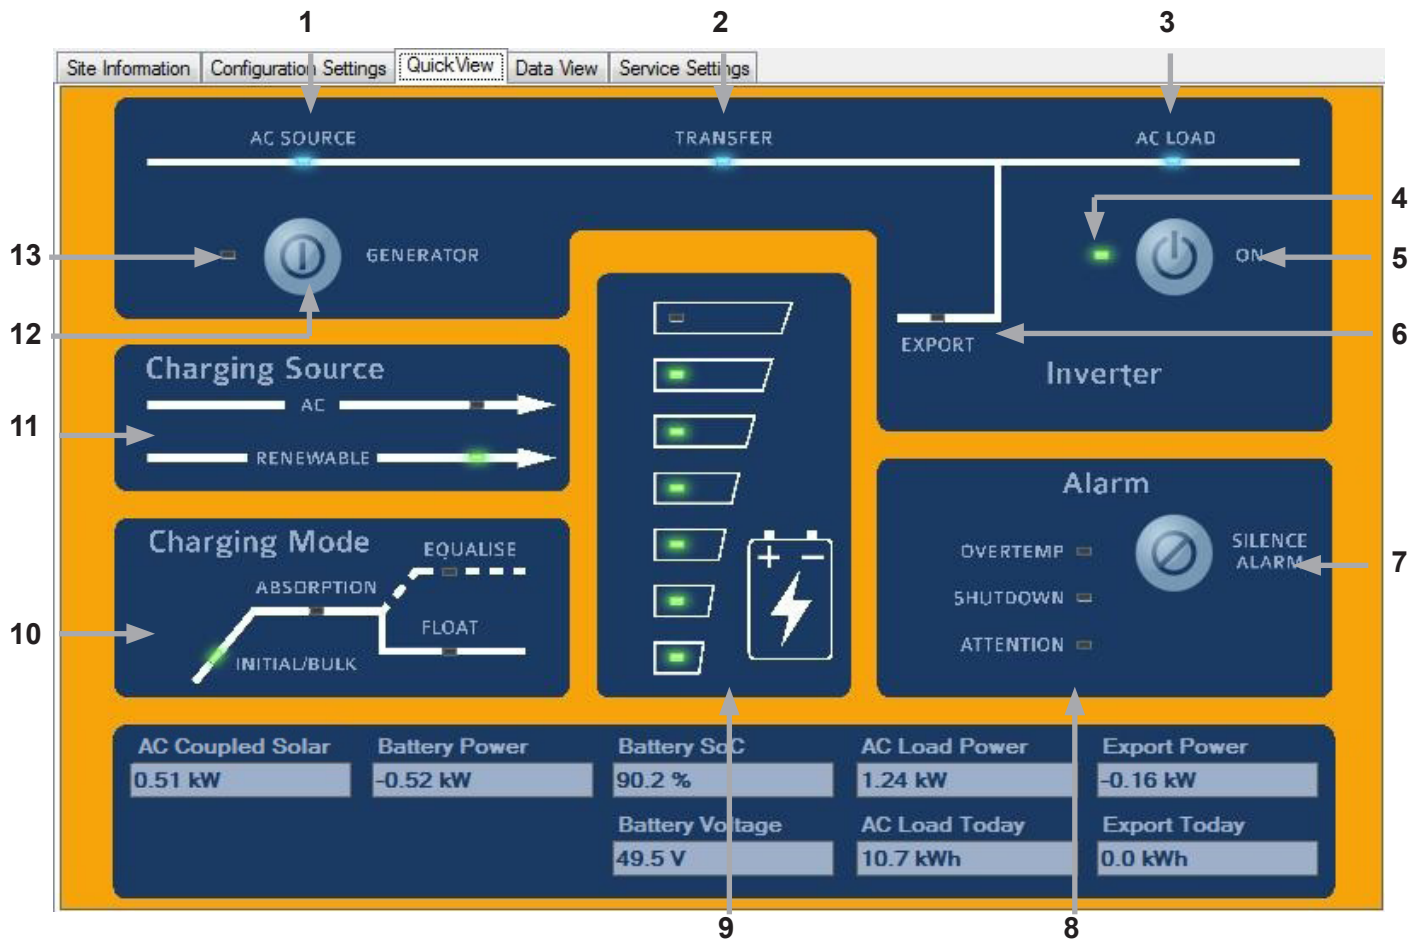 1 2 3
Site Information Configuration Settings QuickView Data View Service Settings
AC SOURCE TRANSFER AC LOAD
4
13 GENERATOR ON 5
12 6
EXPORT
Charging Source Inverter
AC
11
RENEWABLE
Alarm
Charging Mode EQUALISE
OVERTEMP SILENCE
ALARM 7
ABSORPTION
SHUTDOWN
FLOAT
10
ATTENTION
INITIAL/BULK
+ −
AC Coupled Solar Battery Power Battery SoC AC Load Power Export Power
0.51 kW -0.52 kW 90.2 % 1.24 kW -0.16 kW
Battery Voltage AC Load Today Export Today
49.5 V 10.7 kWh 0.0 kWh
9 8